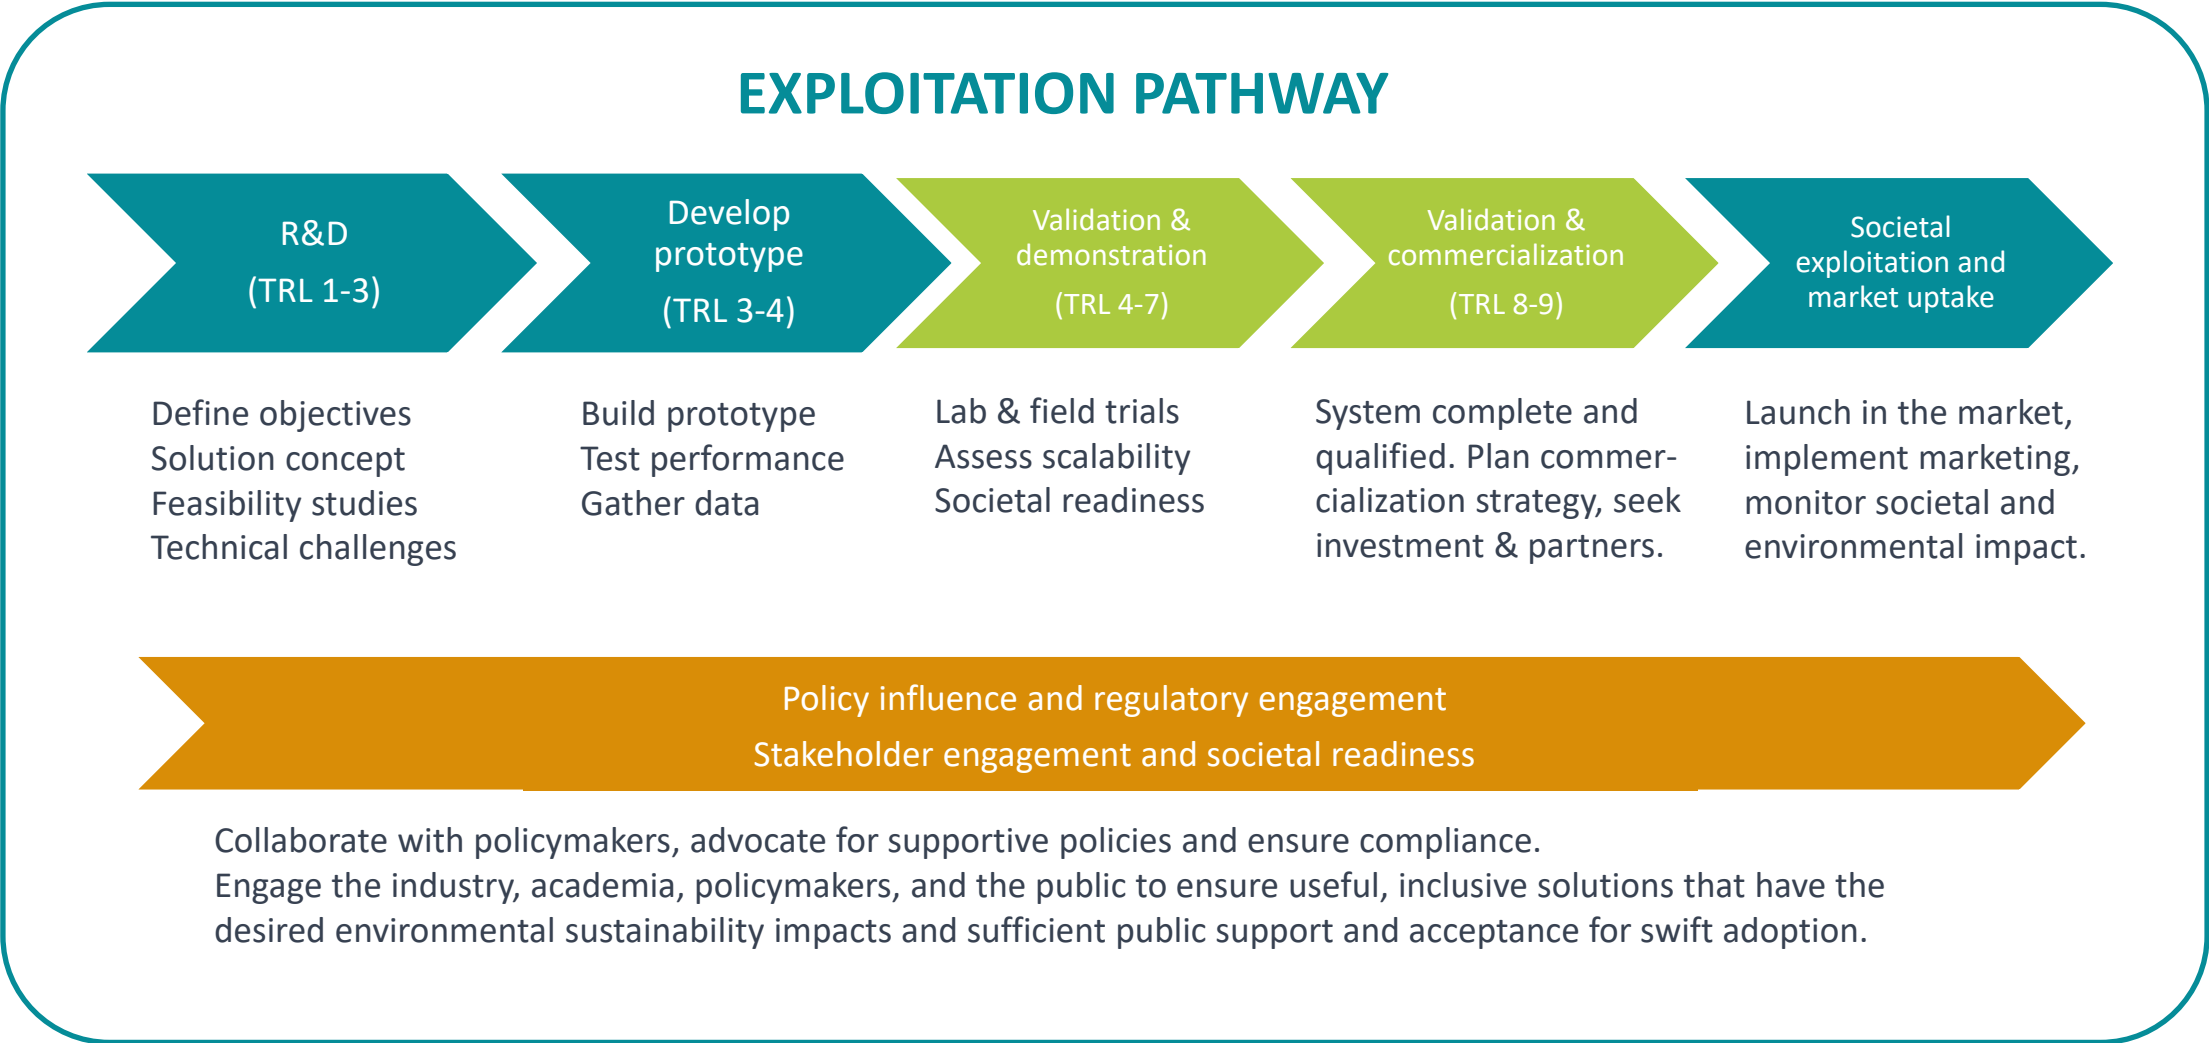 EXPLOITATION PATHWAY
R&D
(TRL 1-3)
Develop
prototype
(TRL 3-4)
Validation &
demonstration
(TRL 4-7)
Validation &
commercialization
(TRL 8-9)
Societal
exploitation and
market uptake
Define objectives
Solution concept
Feasibility studies
Technical challenges
Build prototype
Test performance
Gather data
Lab & field trials
Assess scalability
Societal readiness
System complete and
qualified. Plan commer-
cialization strategy, seek
investment & partners.
Launch in the market,
implement marketing,
monitor societal and
environmental impact.
Policy influence and regulatory engagement
Stakeholder engagement and societal readiness
Collaborate with policymakers, advocate for supportive policies and ensure compliance.
Engage the industry, academia, policymakers, and the public to ensure useful, inclusive solutions that have the
desired environmental sustainability impacts and sufficient public support and acceptance for swift adoption.